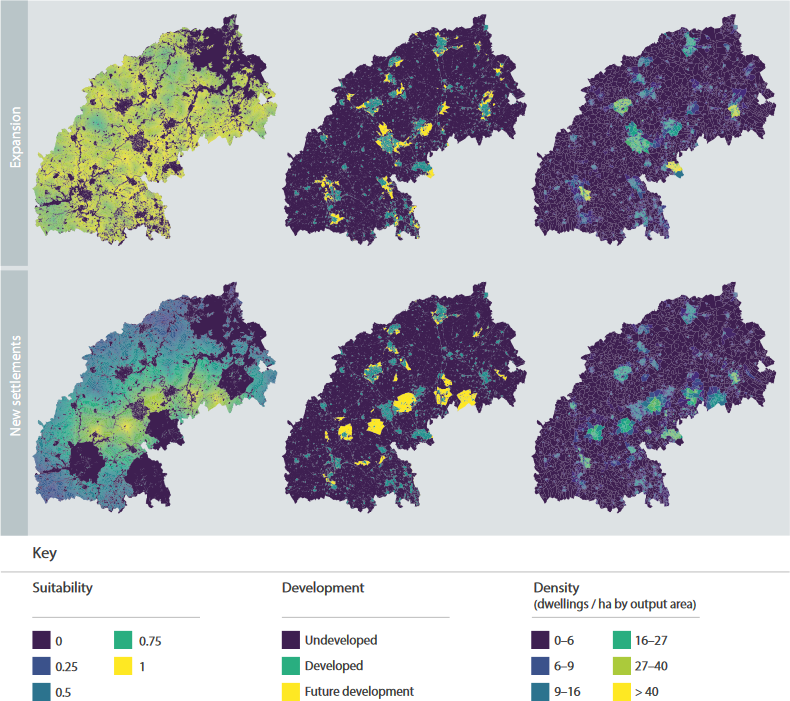 Expansion
New settlements
Key
Suitability
0
0.75
0.25
1
0.5
Development
Undeveloped
Developed
Future development
Density
(dwellings / ha by output area)
0–6
16–27
6–9
27–40
9–16
> 40